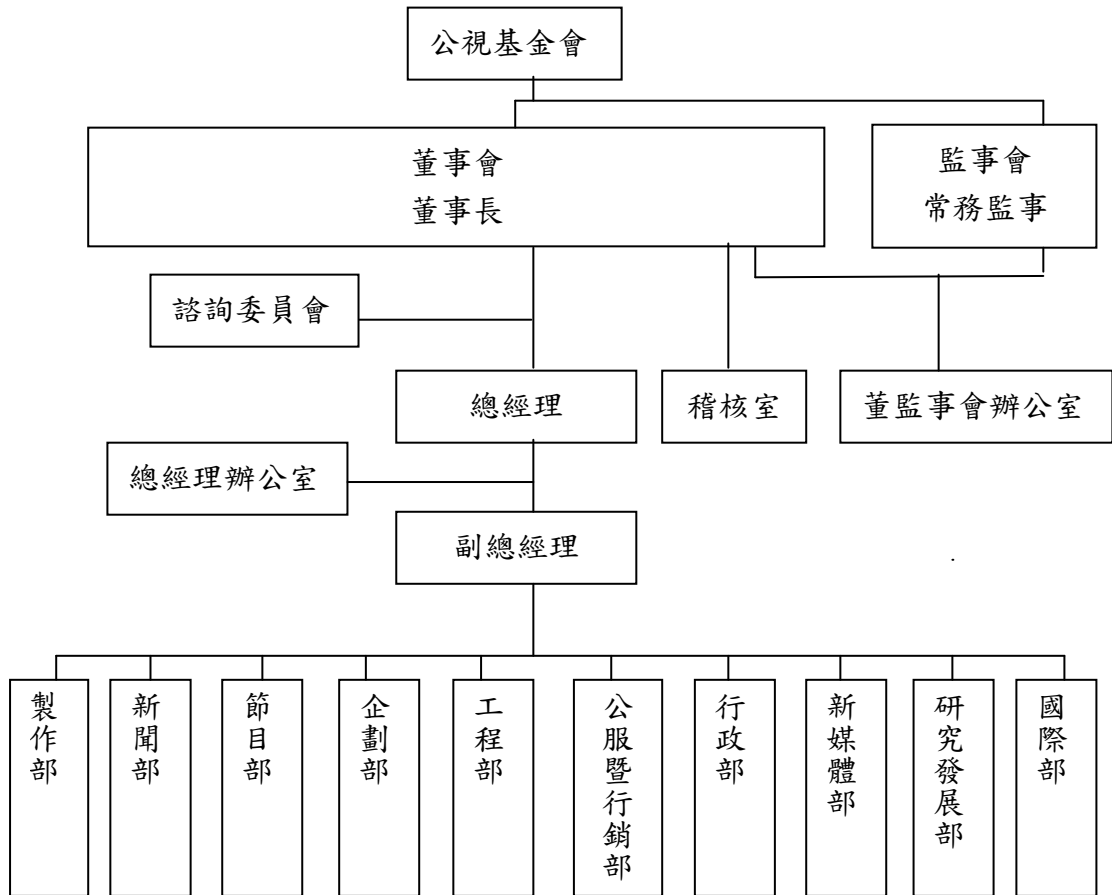 公視基金會
董事會
董事長
監事會
常務監事
諮詢委員會
總經理
稽核室
董監事會辦公室
總經理辦公室
副總經理
製作部
新聞部
節目部
企劃部
工程部
公服暨行銷部
行政部
新媒體部
研究發展部
國際部